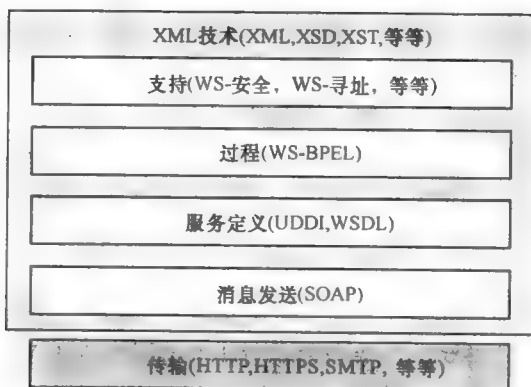 XML技术(XML,XSD,XST,等等)
支持(WS-安全，WS-寻址，等等)
过程(WS-BPEL)
服务定义(UDDI,WSDL)
消息发送(SOAP)
传输(HTTP,HTTPS,SMTP, 等等)